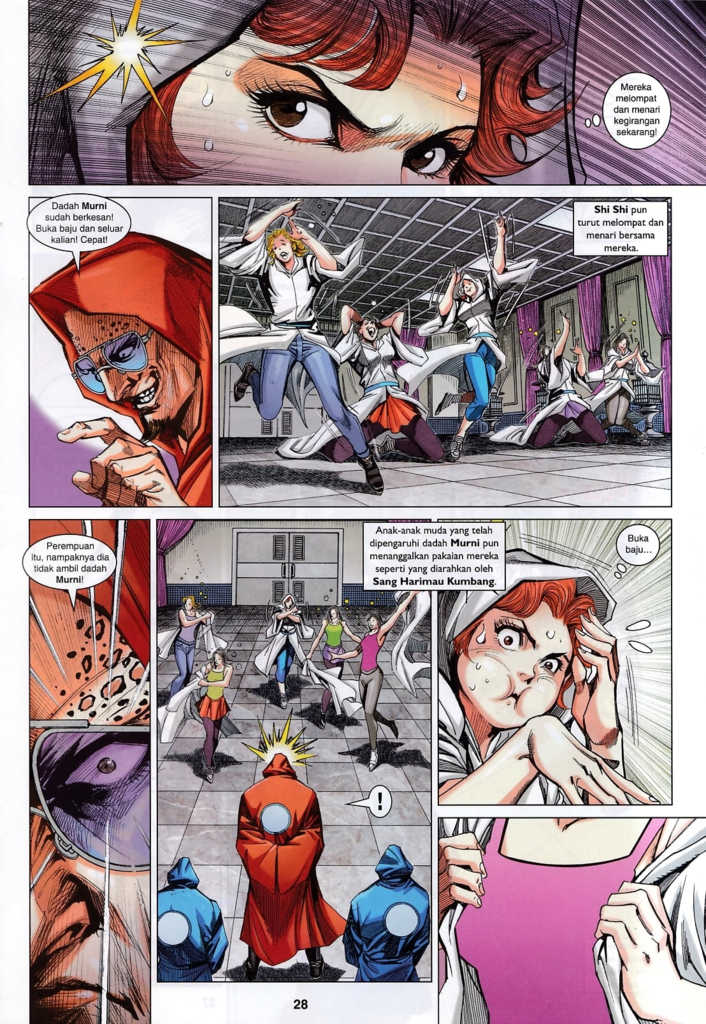 Mereka
melompat
dan menari
kegirangan
sekarang!
Dadah Murni
sudah berkesan!
Buka baju dan seluar
kalian! Cepat!
Shi Shi pun
turut melompat dan
menari bersama
mereka.
Perempuan
itu, nampaknya dia
tidak ambil dadah
Murni!
Anak-anak muda yang telah
dipengaruhi dadah Murni pun
menanggalkan pakaian mereka
seperti yang diarahkan oleh
Sang Harimau Kumbang.
!
Buka
baju...
28